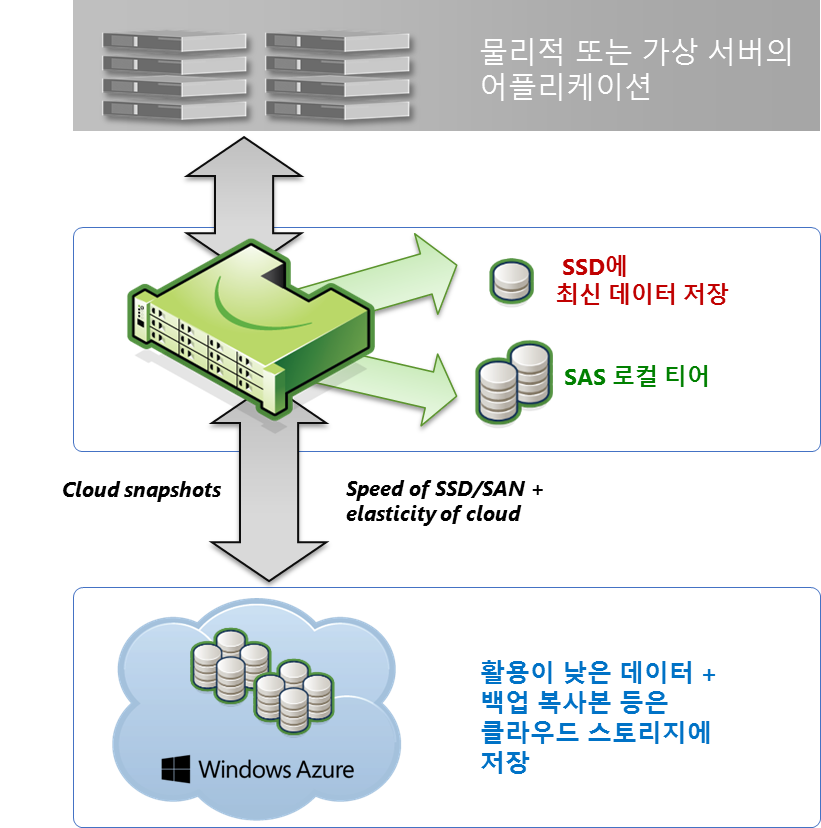 물리적 또는 가상 서버의
어플리케이션
SSD에
최신 데이터 저장
SAS 로컬 티어
Cloud snapshots
Speed of SSD/SAN +
elasticity of cloud
활용이 낮은 데이터 +
백업 복사본 등은
클라우드 스토리지에
저장
Windows Azure